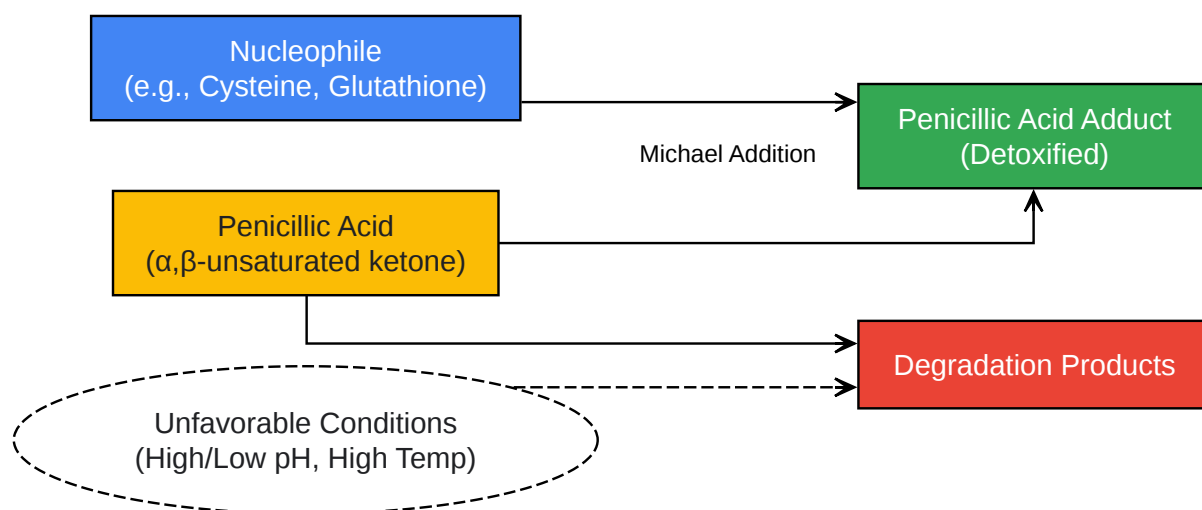 Nucleophile
(e.g., Cysteine, Glutathione)
Michael Addition
Penicillic Acid Adduct
(Detoxified)
Penicillic Acid
(α,β-unsaturated ketone)
Degradation Products
Unfavorable Conditions
(High/Low pH, High Temp)